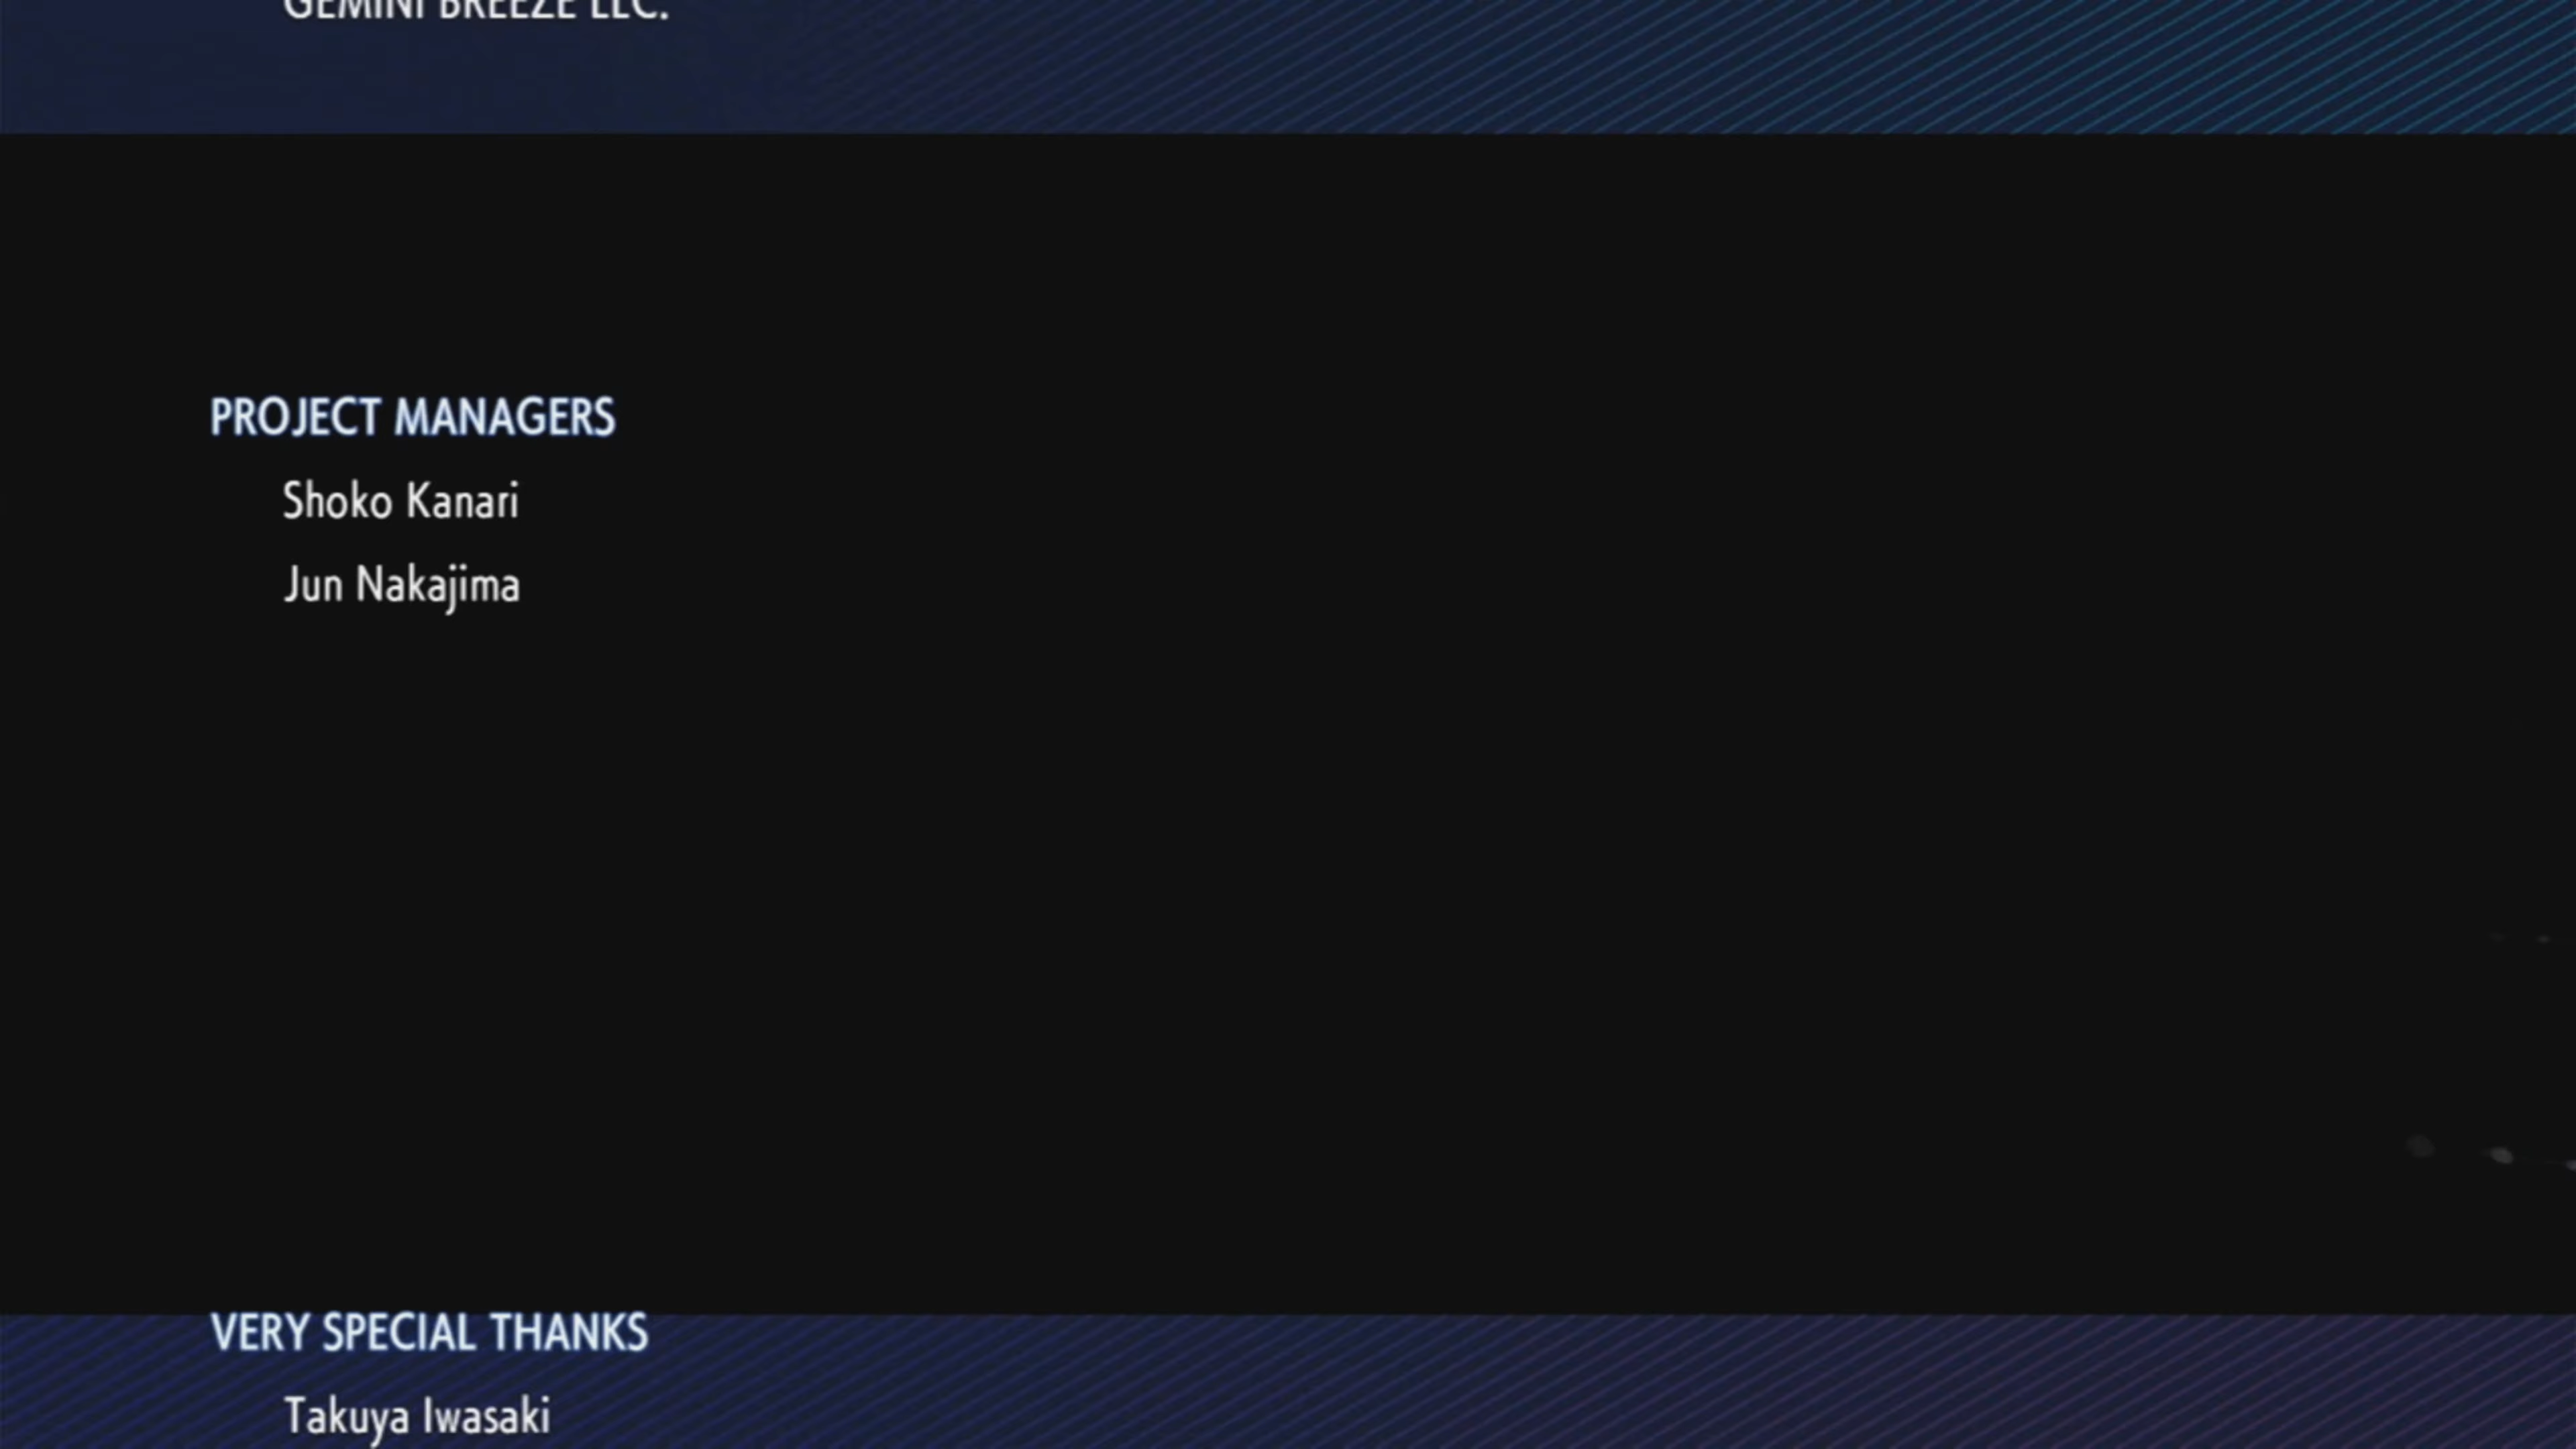 GEMINI BREEZE LLC.
PROJECT MANAGERS
Shoko Kanari
Jun Nakajima
VERY SPECIAL THANKS
Takuya Iwasaki